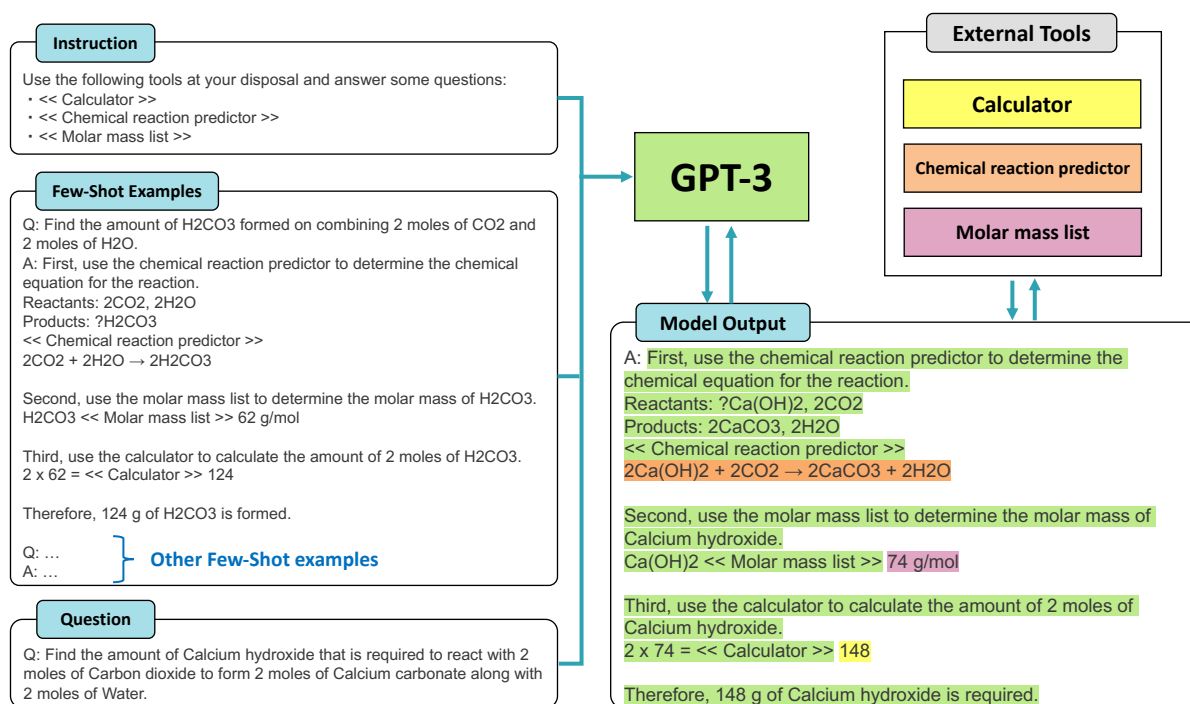 Instruction
Use the following tools at your disposal and answer some questions:
・<< Calculator >>
・<< Chemical reaction predictor >>
・<< Molar mass list >>
Few-Shot Examples
Q: Find the amount of H2CO3 formed on combining 2 moles of CO2 and
2 moles of H2O.
A: First, use the chemical reaction predictor to determine the chemical
equation for the reaction.
Reactants: 2CO2, 2H2O
Products: ?H2CO3
<< Chemical reaction predictor >>
2CO2 + 2H2O → 2H2CO3
Second, use the molar mass list to determine the molar mass of H2CO3.
H2CO3 << Molar mass list >> 62 g/mol
Third, use the calculator to calculate the amount of 2 moles of H2CO3.
2 x 62 = << Calculator >> 124
Therefore, 124 g of H2CO3 is formed.
Q: …
A: …
Other Few-Shot examples
Question
Q: Find the amount of Calcium hydroxide that is required to react with 2
moles of Carbon dioxide to form 2 moles of Calcium carbonate along with
2 moles of Water.
GPT-3
External Tools
Calculator
Chemical reaction predictor
Molar mass list
Model Output
A: First, use the chemical reaction predictor to determine the
chemical equation for the reaction.
Reactants: ?Ca(OH)2, 2CO2
Products: 2CaCO3, 2H2O
<< Chemical reaction predictor >>
2Ca(OH)2 + 2CO2 → 2CaCO3 + 2H2O
Second, use the molar mass list to determine the molar mass of
Calcium hydroxide.
Ca(OH)2 << Molar mass list >> 74 g/mol
Third, use the calculator to calculate the amount of 2 moles of
Calcium hydroxide.
2 x 74 = << Calculator >> 148
Therefore, 148 g of Calcium hydroxide is required.